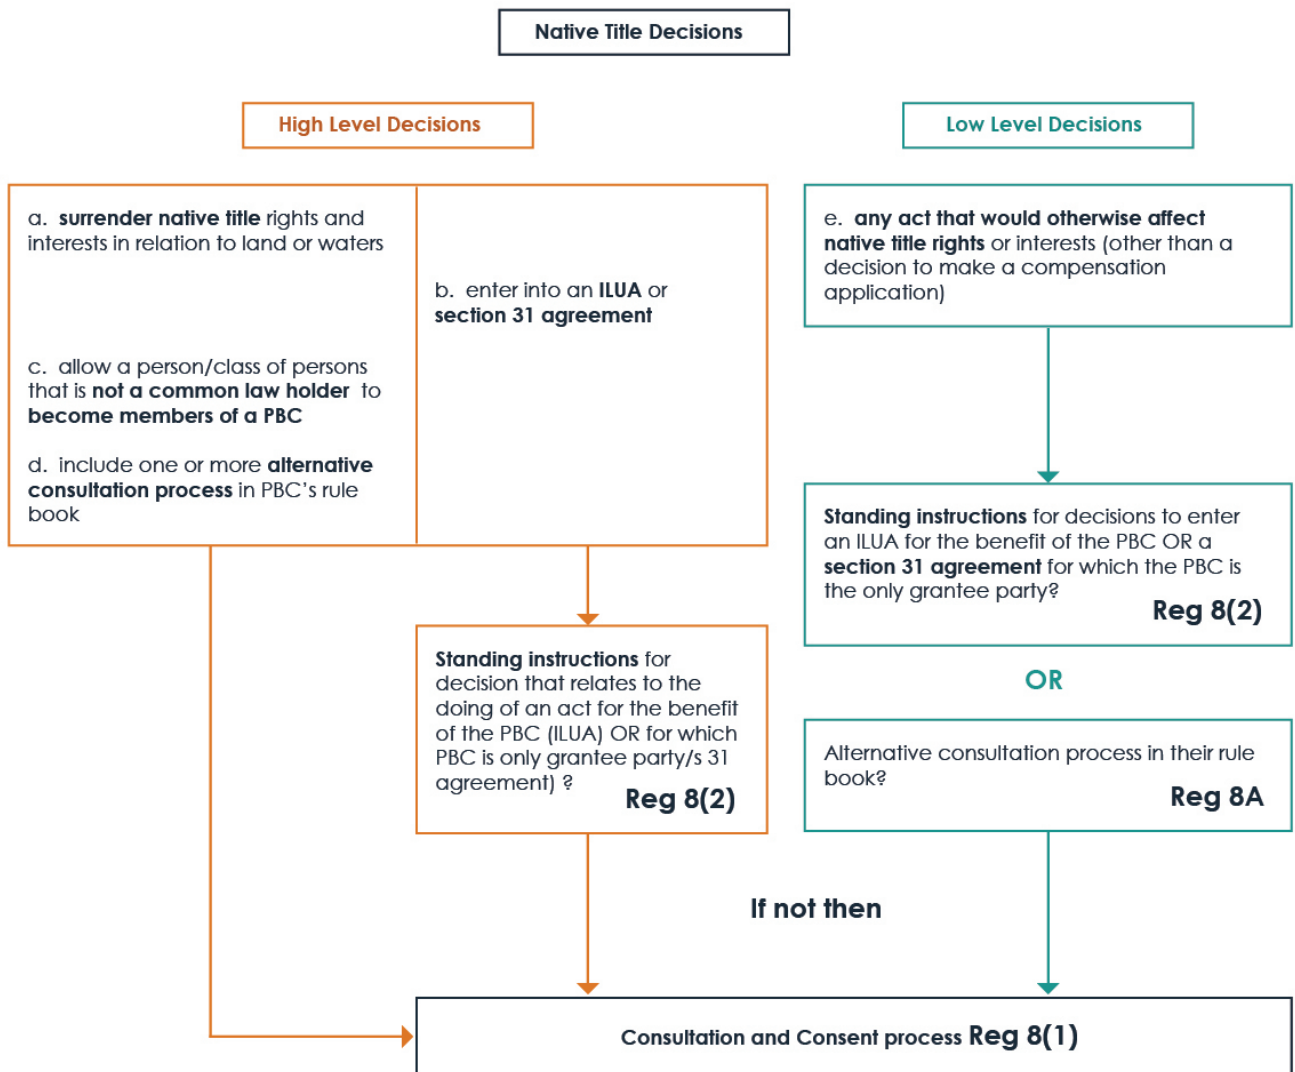 Native Title Decisions
High Level Decisions
a. surrender native title rights and
interests in relation to land or waters
b. enter into an ILUA or
section 31 agreement
c. allow a person/class of persons
that is not a common law holder to
become members of a PBC
d. include one or more alternative
consultation process in PBC's rule
book
Standing instructions for
decision that relates to the
doing of an act for the benefit
of the PBC (ILUA) OR for which
PBC is only grantee party/s 31
agreement) ?
Reg 8(2)
Low Level Decisions
e. any act that would otherwise affect
native title rights or interests (other than a
decision to make a compensation
application)
Standing instructions for decisions to enter
an ILUA for the benefit of the PBC OR a
section 31 agreement for which the PBC is
the only grantee party?
Reg 8(2)
OR
Alternative consultation process in their rule
book?
Reg 8A
If not then
Consultation and Consent process Reg 8(1)